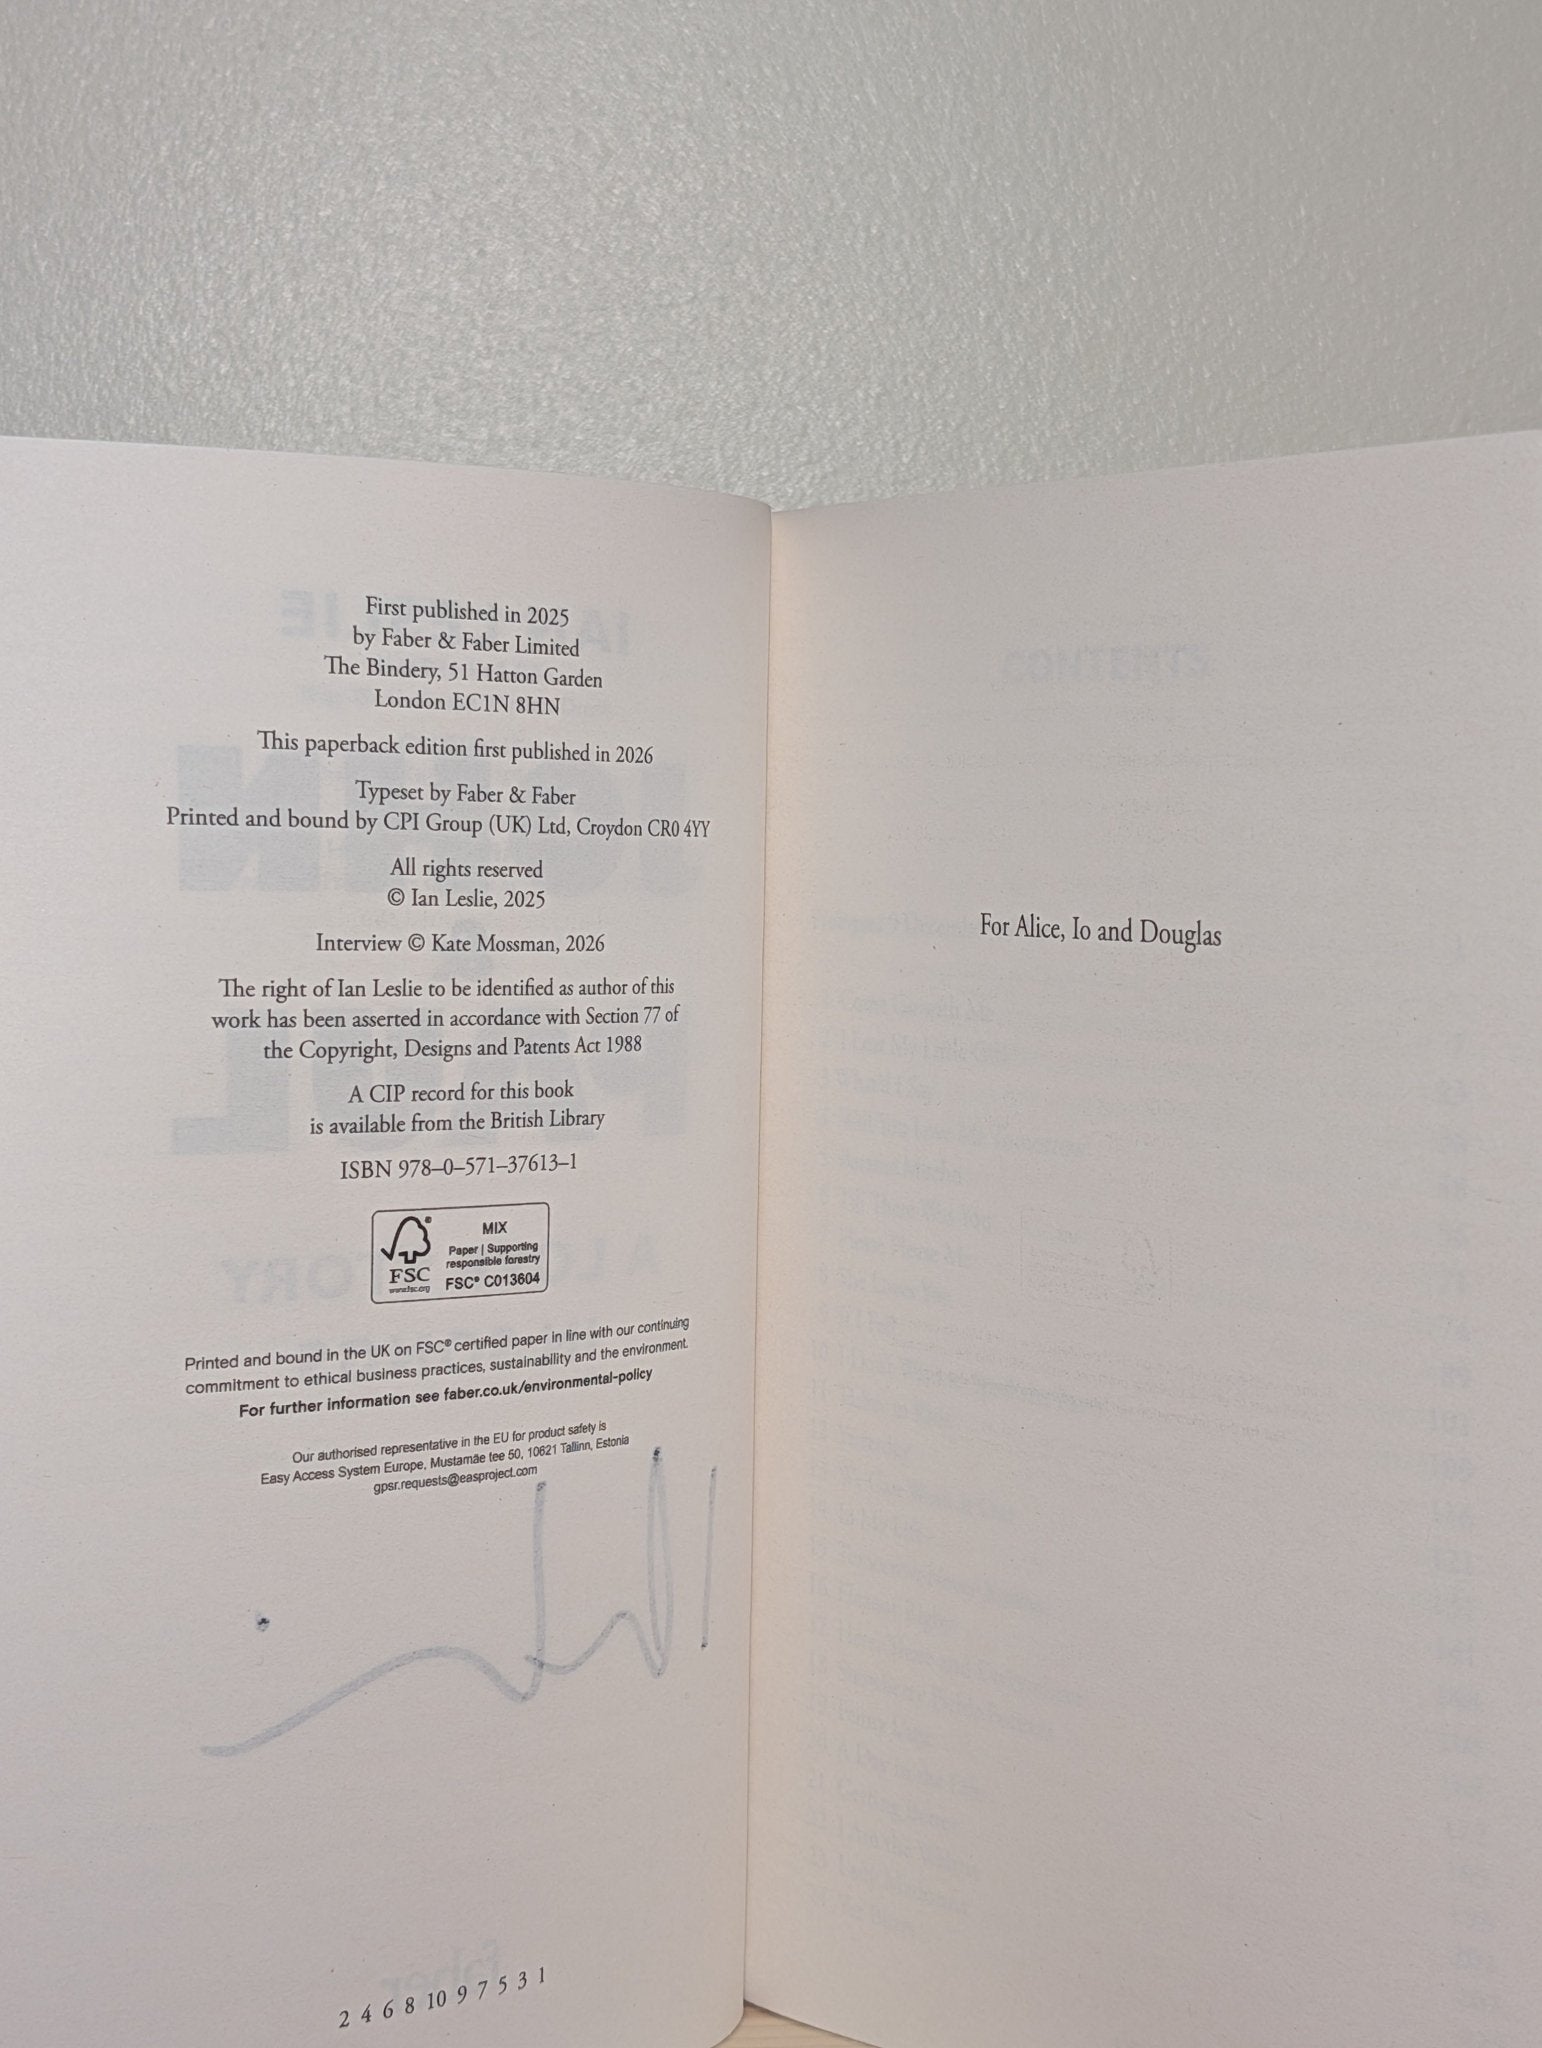 First published in 2025
by Faber & Faber Limited
The Bindery, 51 Hatton Garden
London EC1N 8HN
This paperback edition first published in 2026
Typeset by Faber & Faber
Printed and bound by CPI Group (UK) Ltd, Croydon CR0 4YY
All rights reserved
© Ian Leslie, 2025
Interview © Kate Mossman, 2026
The right of Ian Leslie to be identified as author of this
work has been asserted in accordance with Section 77 of
the Copyright, Designs and Patents Act 1988
A CIP record for this book
is available from the British Library
ISBN 978–0–571–37613–1
FSC®
www.fsc.org
MIX
Paper | Supporting
responsible forestry
FSC® C013604
Printed and bound in the UK on FSC® certified paper in line with our continuing
commitment to ethical business practices, sustainability and the environment.
For further information see faber.co.uk/environmental-policy
Our authorised representative in the EU for product safety is
Easy Access System Europe, Mustamäe tee 50, 10621 Tallinn, Estonia
gpsr.requests@easproject.com
2 4 6 8 10 9 7 5 3 1
For Alice, Io and Douglas